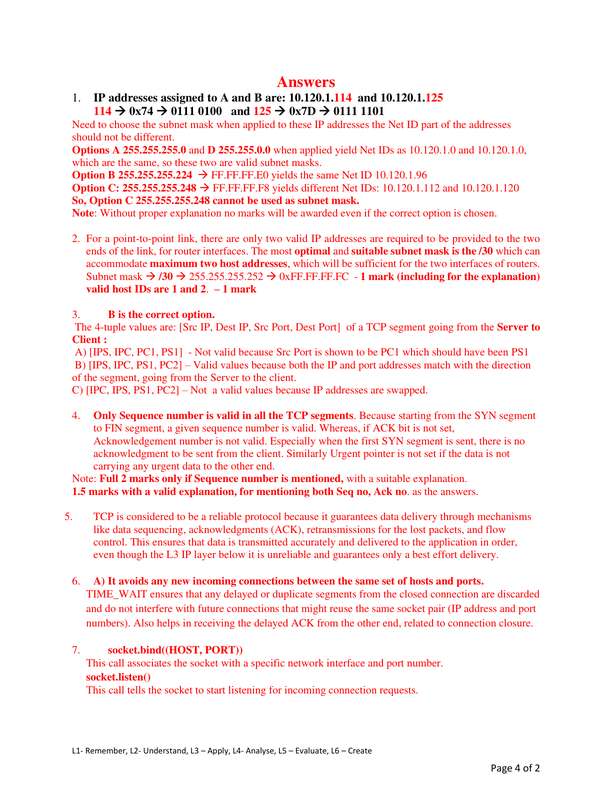 Answers
1. IP addresses assigned to A and B are: 10.120.1.114 and 10.120.1.125
114 → 0x74 → 0111 0100 and 125 → 0x7D → 0111 1101
Need to choose the subnet mask when applied to these IP addresses the Net ID part of the addresses
should not be different.
Options A 255.255.255.0 and D 255.255.0.0 when applied yield Net IDs as 10.120.1.0 and 10.120.1.0,
which are the same, so these two are valid subnet masks.
Option B 255.255.255.224 → FF.FF.FF.E0 yields the same Net ID 10.120.1.96
Option C: 255.255.255.248 → FF.FF.FF.F8 yields different Net IDs: 10.120.1.112 and 10.120.1.120
So, Option C 255.255.255.248 cannot be used as subnet mask.
Note: Without proper explanation no marks will be awarded even if the correct option is chosen.
2. For a point-to-point link, there are only two valid IP addresses are required to be provided to the two
ends of the link, for router interfaces. The most optimal and suitable subnet mask is the /30 which can
accommodate maximum two host addresses, which will be sufficient for the two interfaces of routers.
Subnet mask → /30 → 255.255.255.252 → 0xFF.FF.FF.FC - 1 mark (including for the explanation)
valid host IDs are 1 and 2. – 1 mark
3. B is the correct option.
The 4-tuple values are: [Src IP, Dest IP, Src Port, Dest Port] of a TCP segment going from the Server to
Client :
A) [IPS, IPC, PC1, PS1] - Not valid because Src Port is shown to be PC1 which should have been PS1
B) [IPS, IPC, PS1, PC2] – Valid values because both the IP and port addresses match with the direction
of the segment, going from the Server to the client.
C) [IPC, IPS, PS1, PC2] – Not a valid values because IP addresses are swapped.
4. Only Sequence number is valid in all the TCP segments. Because starting from the SYN segment
to FIN segment, a given sequence number is valid. Whereas, if ACK bit is not set,
Acknowledgement number is not valid. Especially when the first SYN segment is sent, there is no
acknowledgment to be sent from the client. Similarly Urgent pointer is not set if the data is not
carrying any urgent data to the other end.
Note: Full 2 marks only if Sequence number is mentioned, with a suitable explanation.
1.5 marks with a valid explanation, for mentioning both Seq no, Ack no. as the answers.
5. TCP is considered to be a reliable protocol because it guarantees data delivery through mechanisms
like data sequencing, acknowledgments (ACK), retransmissions for the lost packets, and flow
control. This ensures that data is transmitted accurately and delivered to the application in order,
even though the L3 IP layer below it is unreliable and guarantees only a best effort delivery.
6. A) It avoids any new incoming connections between the same set of hosts and ports.
TIME_WAIT ensures that any delayed or duplicate segments from the closed connection are discarded
and do not interfere with future connections that might reuse the same socket pair (IP address and port
numbers). Also helps in receiving the delayed ACK from the other end, related to connection closure.
7. socket.bind((HOST, PORT))
This call associates the socket with a specific network interface and port number.
socket.listen()
This call tells the socket to start listening for incoming connection requests.
L1- Remember, L2- Understand, L3 – Apply, L4- Analyse, L5 – Evaluate, L6 – Create
Page 4 of 2